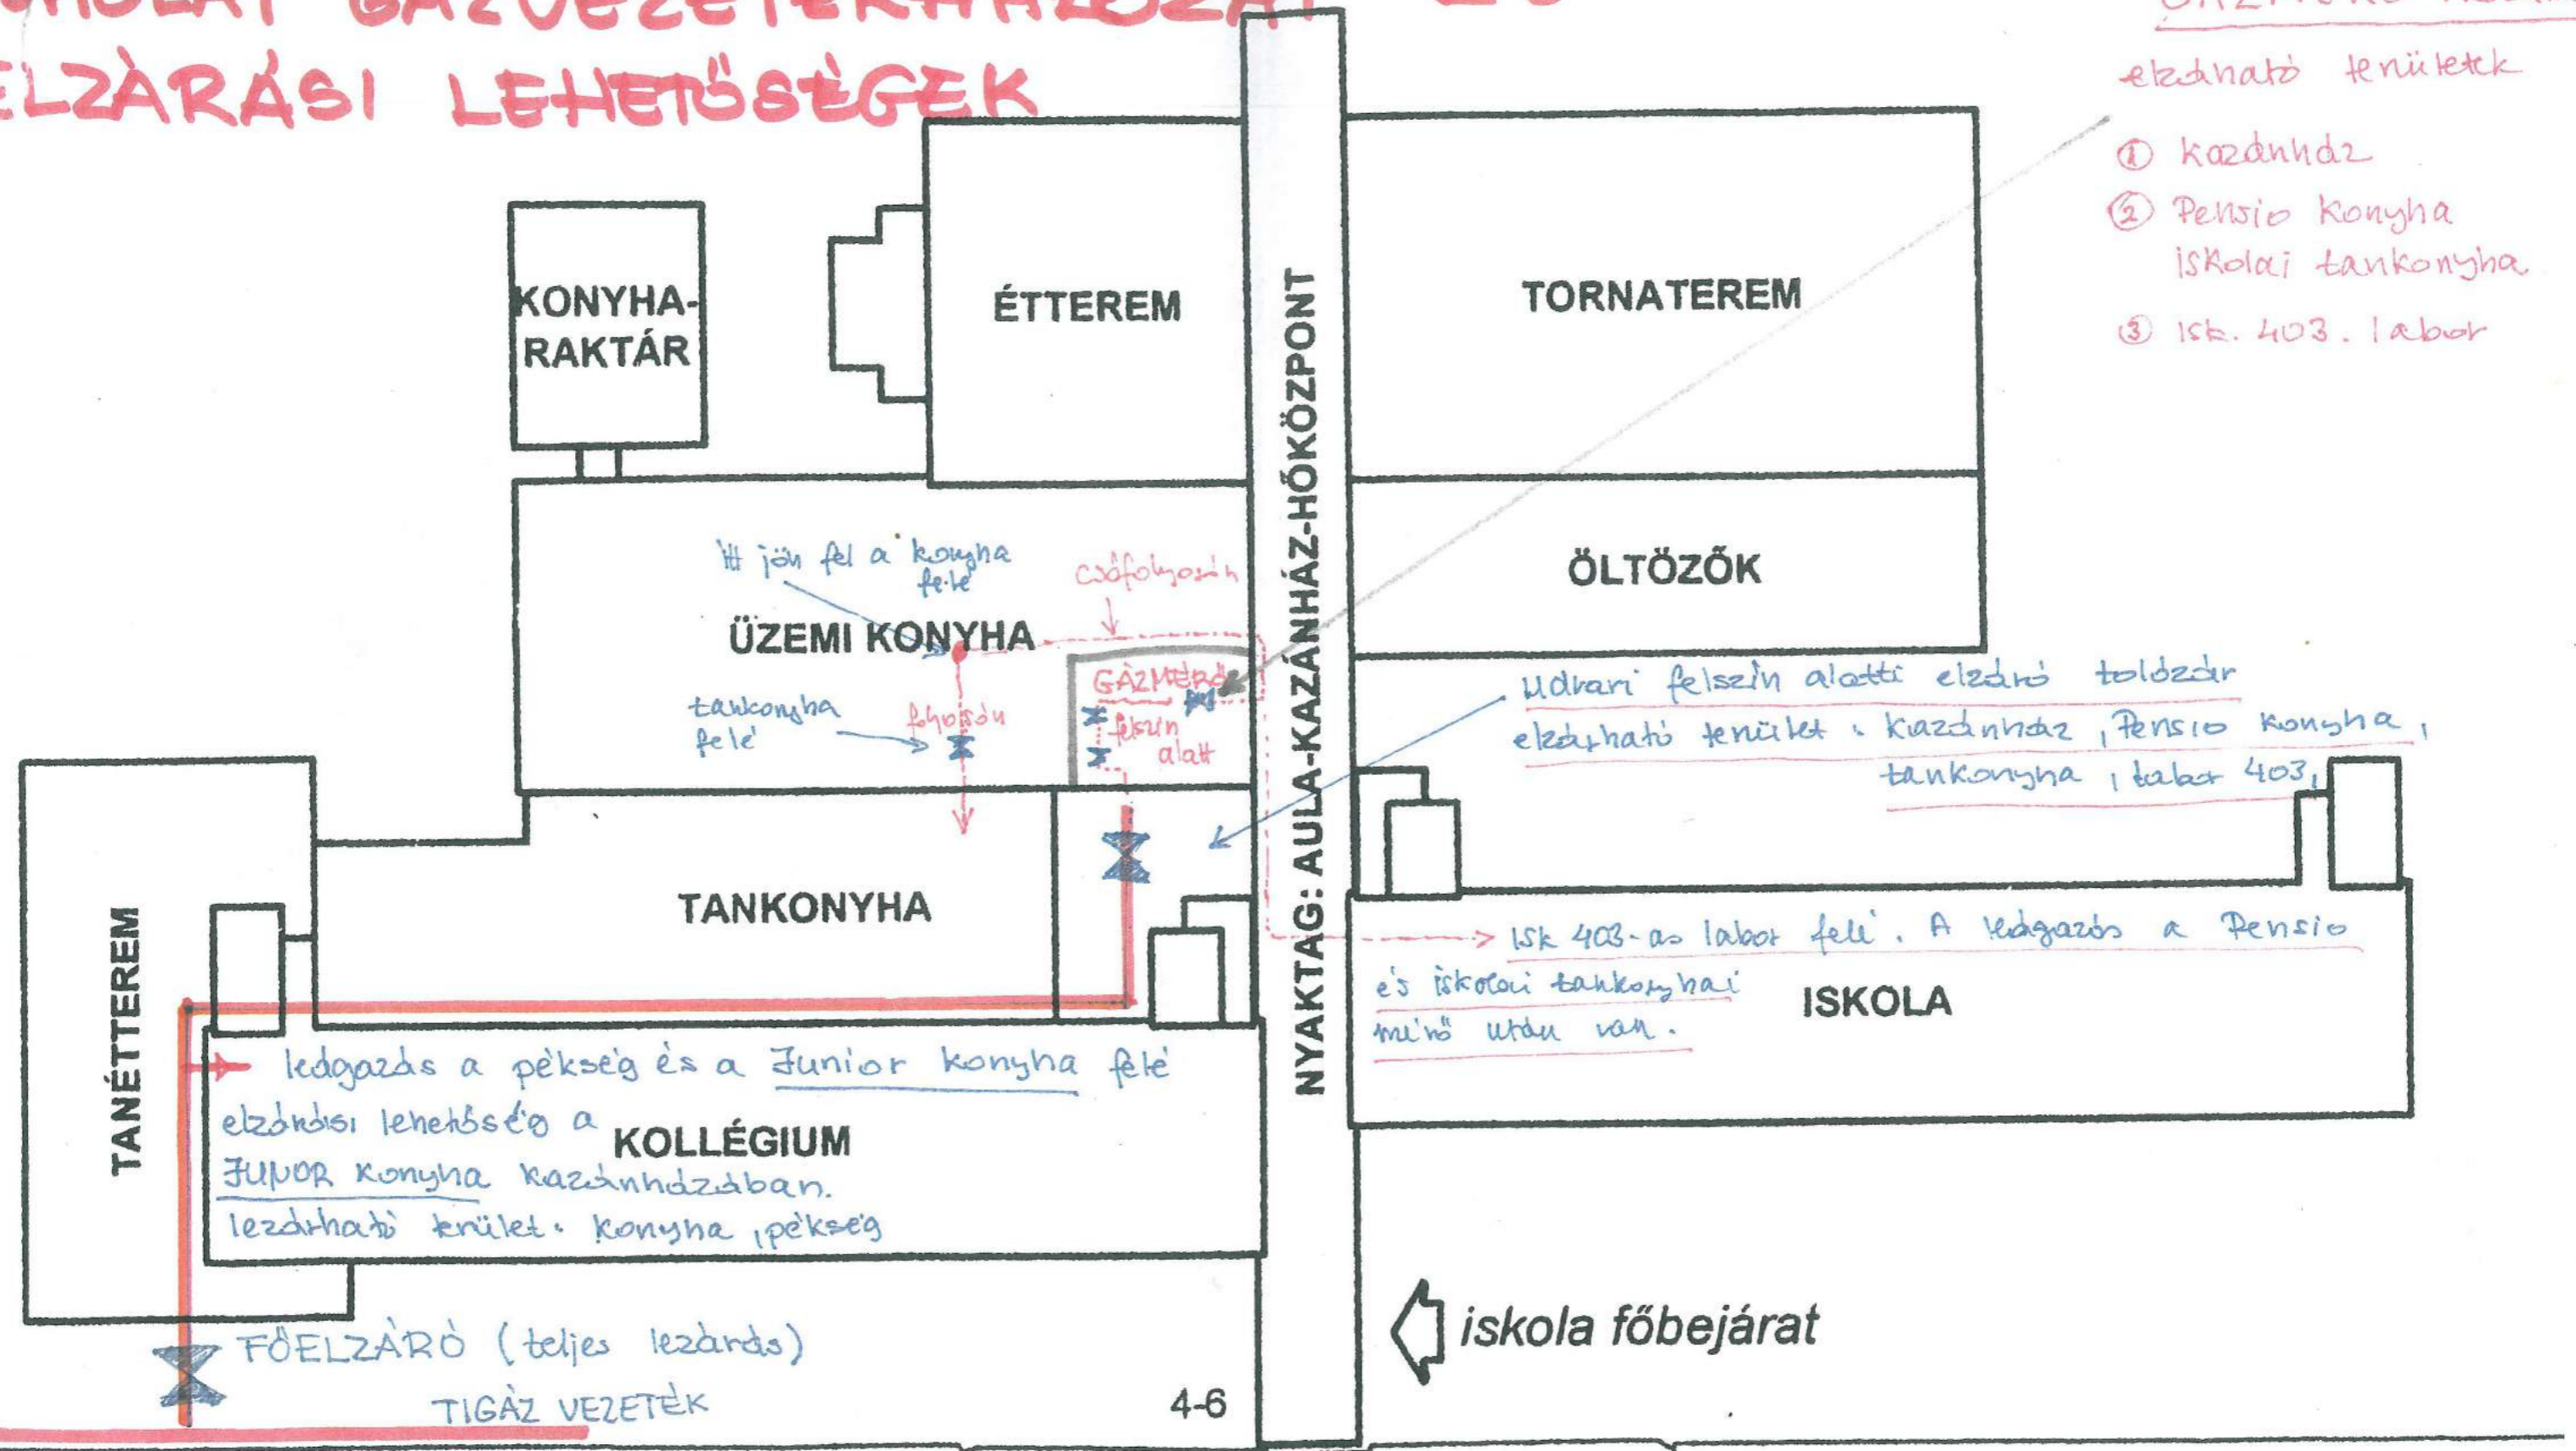 GÁZVEZETÉKHÁLÓZAT
ELZÁRÁSI LEHETŐSÉGEK
elzárható területek
① kazánház
② Pensio konyha
iskolai tankonyha
③ isk. 403. labor
KONYHA-
RAKTÁR
ÉTTEREM
TORNATEREM
NYAKTAG: AULA-KAZÁNHÁZ-HŐKÖZPONT
Itt jön fel a konyha
felé
csőfolyosón
ÖLTÖZŐK
ÜZEMI KONYHA
GÁZMÉRŐ
tankonyha
felé
folyosón
felszín
alatt
Udvari felszín alatti elzáró tolózár
elzárható terület: kazánház, Pensio konyha,
tankonyha, labor 403,
TANÉTTEREM
TANKONYHA
Isk 403-as labor felé. A leágazás a Pensio
és iskolai tankonyhai
mérő után van.
ISKOLA
leágazás a pékség és a Junior konyha felé
elzárási lehetőség a
KOLLÉGIUM
JUNIOR konyha kazánházában.
lezárható terület: konyha, pékség
iskola főbejárat
FŐELZÁRÓ (teljes lezárás)
TIGÁZ VEZETÉK
4-6